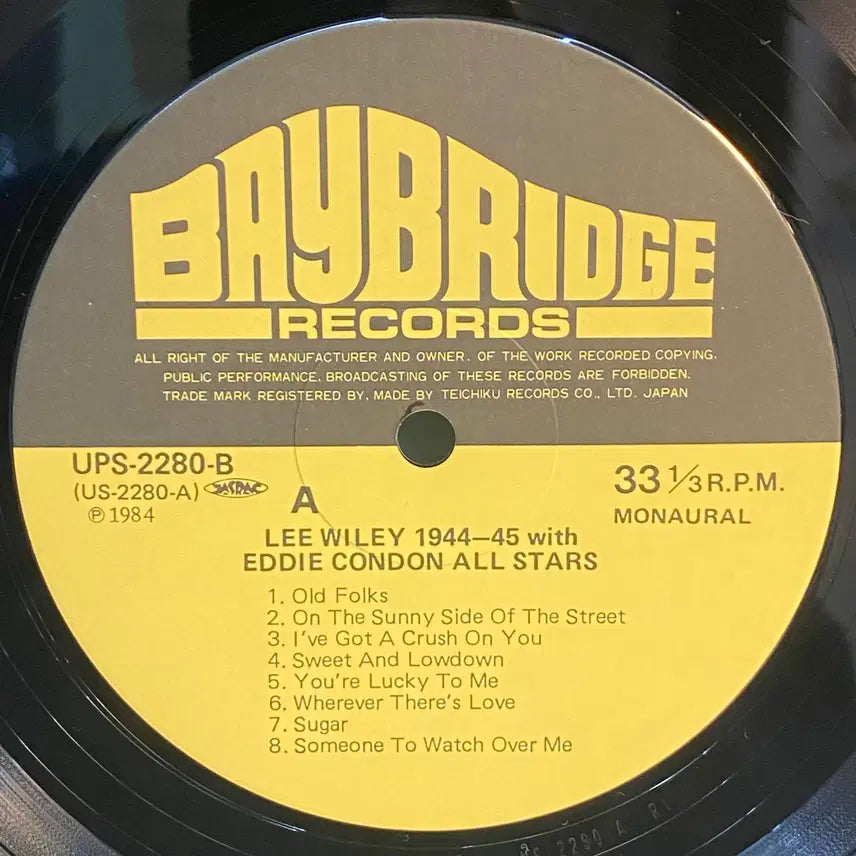 BAYBRIDGE
RECORDS
ALL RIGHT OF THE MANUFACTURER AND OWNER. OF THE WORK RECORDED COPYING.
PUBLIC PERFORMANCE. BROADCASTING OF THESE RECORDS ARE FORBIDDEN.
TRADE MARK REGISTERED BY. MADE BY TEICHIKU RECORDS CO., LTD. JAPAN
UPS-2280-B
(US-2280-A) JASRAC
℗ 1984
A
33 1/3 R.P.M.
MONAURAL
LEE WILEY 1944–45 with
EDDIE CONDON ALL STARS
1. Old Folks
2. On The Sunny Side Of The Street
3. I've Got A Crush On You
4. Sweet And Lowdown
5. You're Lucky To Me
6. Wherever There's Love
7. Sugar
8. Someone To Watch Over Me